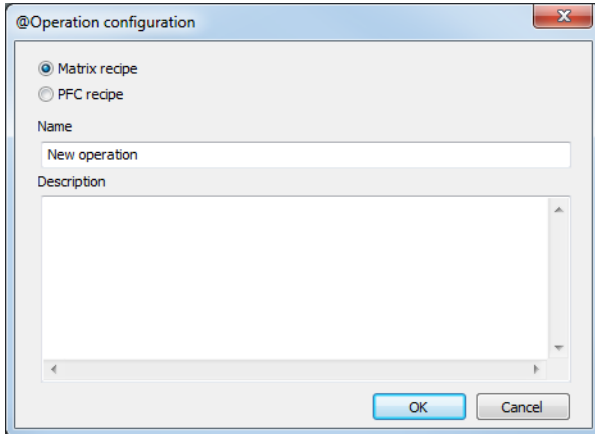 @Operation configuration
Matrix recipe
PFC recipe
Name
New operation
Description
OK Cancel